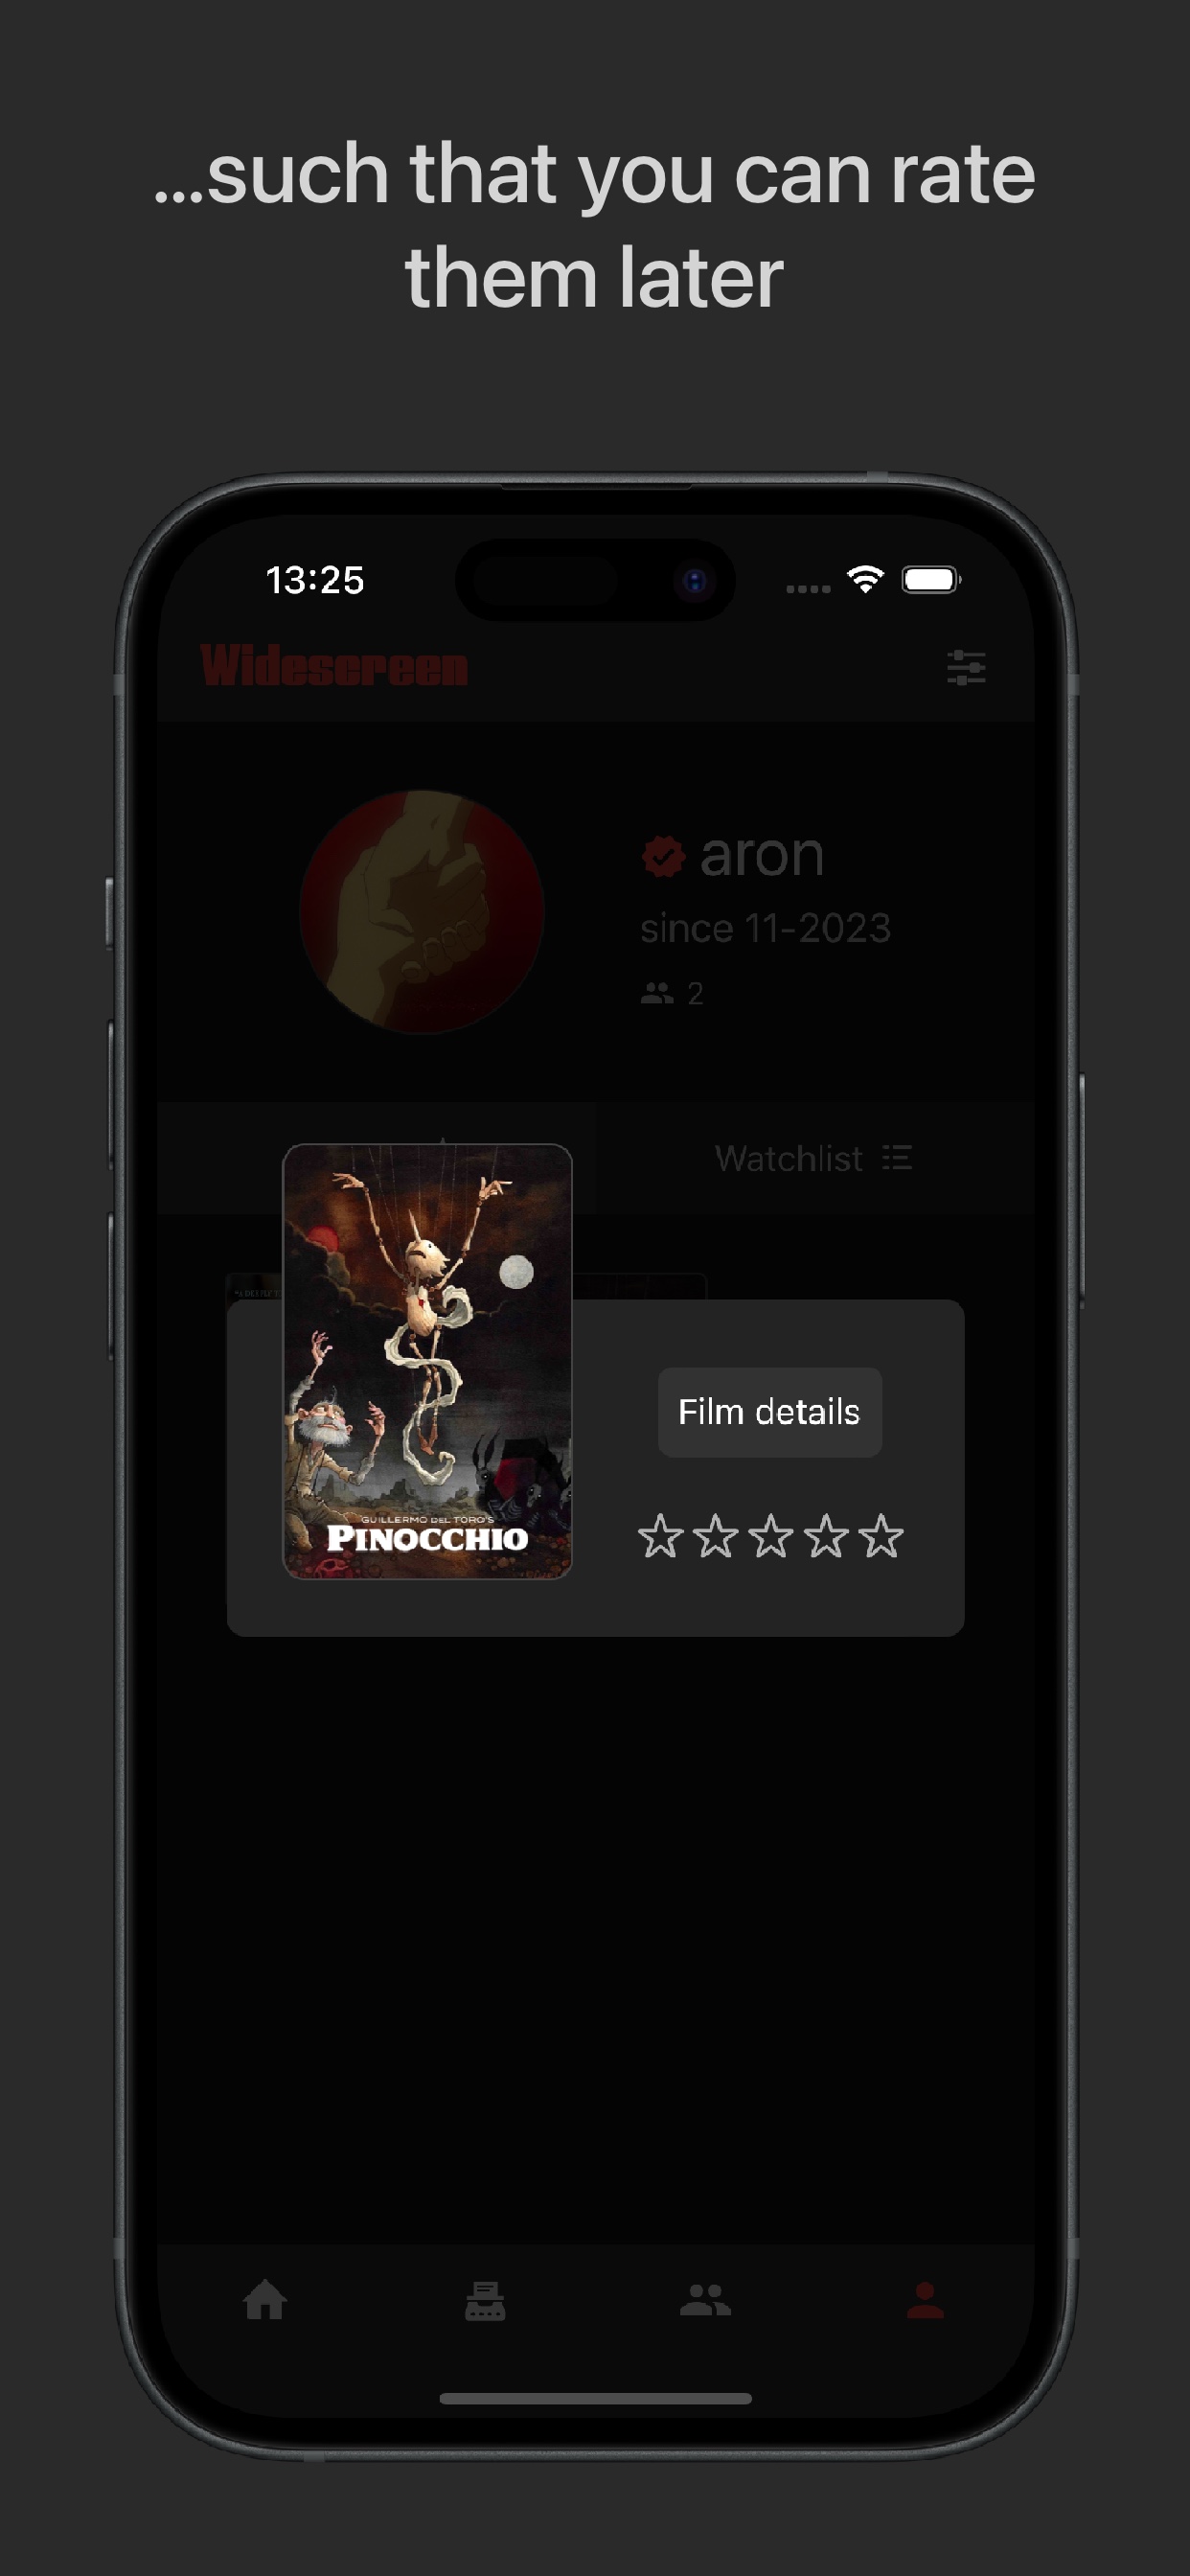 ...such that you can rate
them later
13:25
Widescreen
aron
since 11-2023
2
Watchlist
Film details
GUILLERMO DEL TORO'S
PINOCCHIO